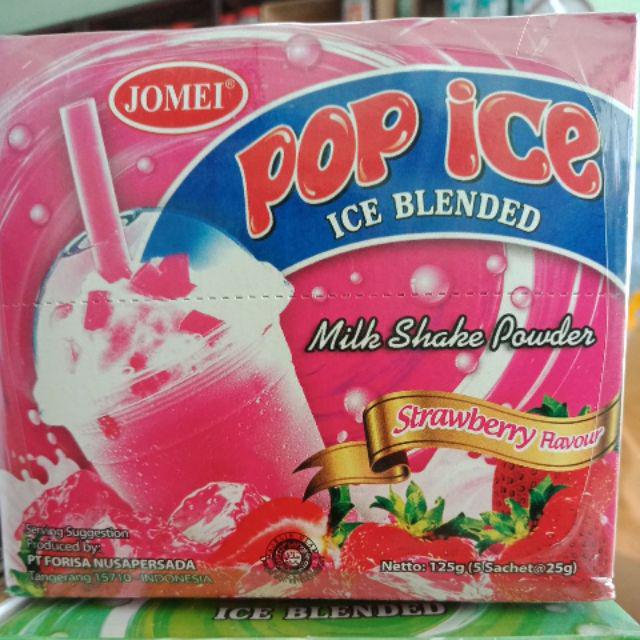 JOMEI®
POP ICE
ICE BLENDED
Milk Shake Powder
Strawberry Flavour
Serving Suggestion
Produced by:
PT FORISA NUSAPERSADA
Tangerang 15710 - INDONESIA
Netto: 125g (5 Sachet@25g)
ICE BLENDED